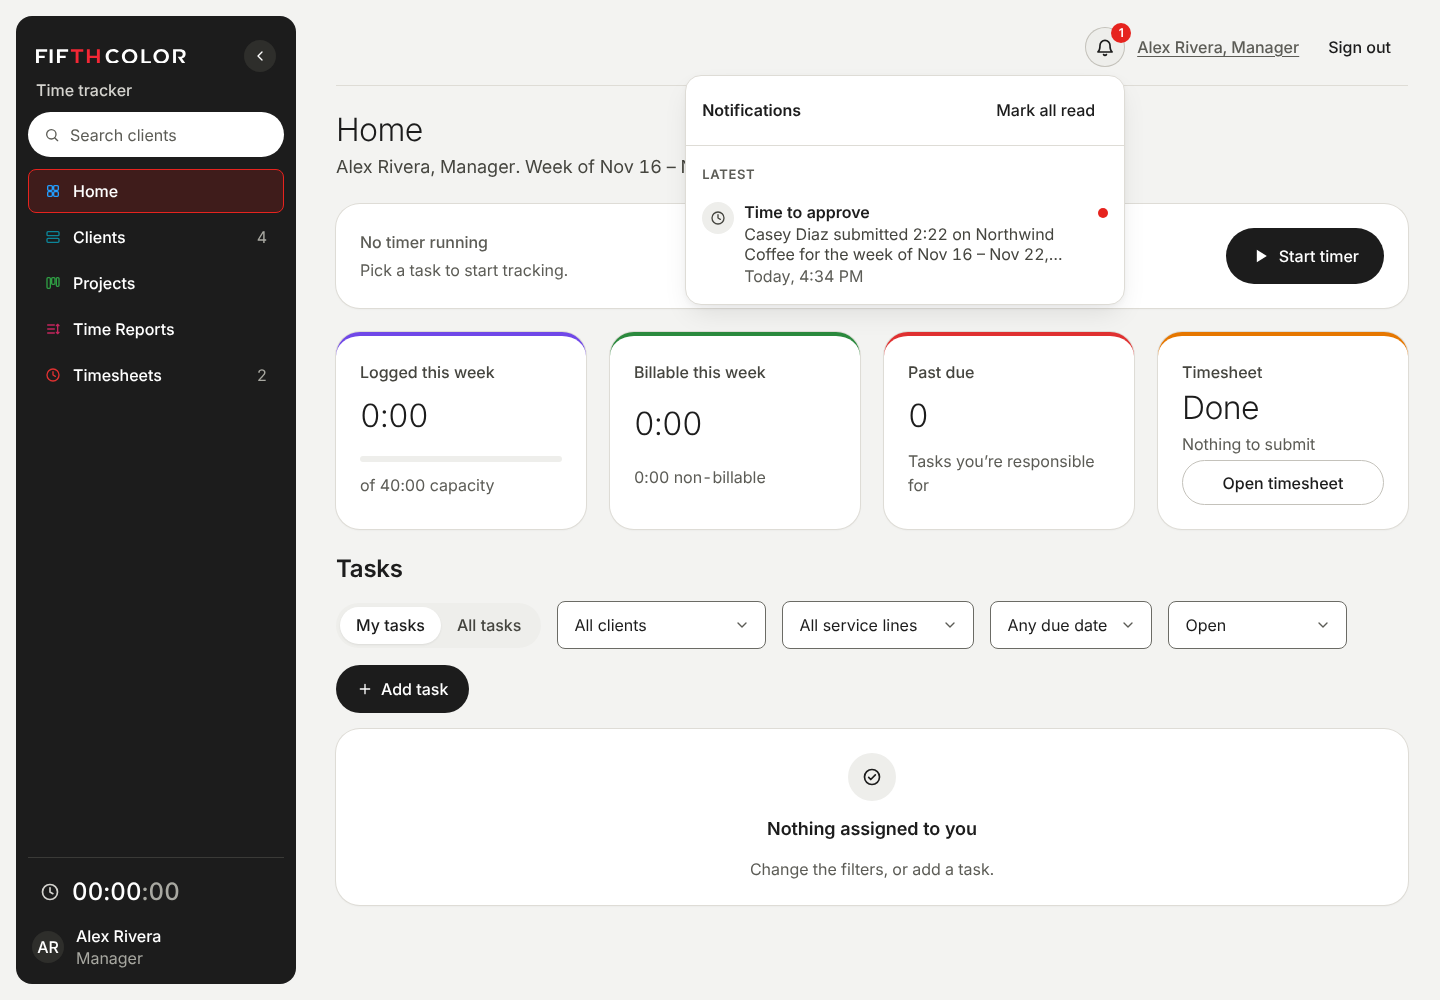 FIFTHCOLOR
Time tracker
Search clients
Home
Clients 4
Projects
Time Reports
Timesheets 2
00:00:00
AR
Alex Rivera
Manager
1
Alex Rivera, Manager
Sign out
Notifications
Mark all read
LATEST
Time to approve
Casey Diaz submitted 2:22 on Northwind
Coffee for the week of Nov 16 – Nov 22,...
Today, 4:34 PM
Home
Alex Rivera, Manager. Week of Nov 16 –
No timer running
Pick a task to start tracking.
Start timer
Logged this week
0:00
of 40:00 capacity
Billable this week
0:00
0:00 non-billable
Past due
0
Tasks you’re responsible
for
Timesheet
Done
Nothing to submit
Open timesheet
Tasks
My tasks
All tasks
All clients
All service lines
Any due date
Open
Add task
Nothing assigned to you
Change the filters, or add a task.